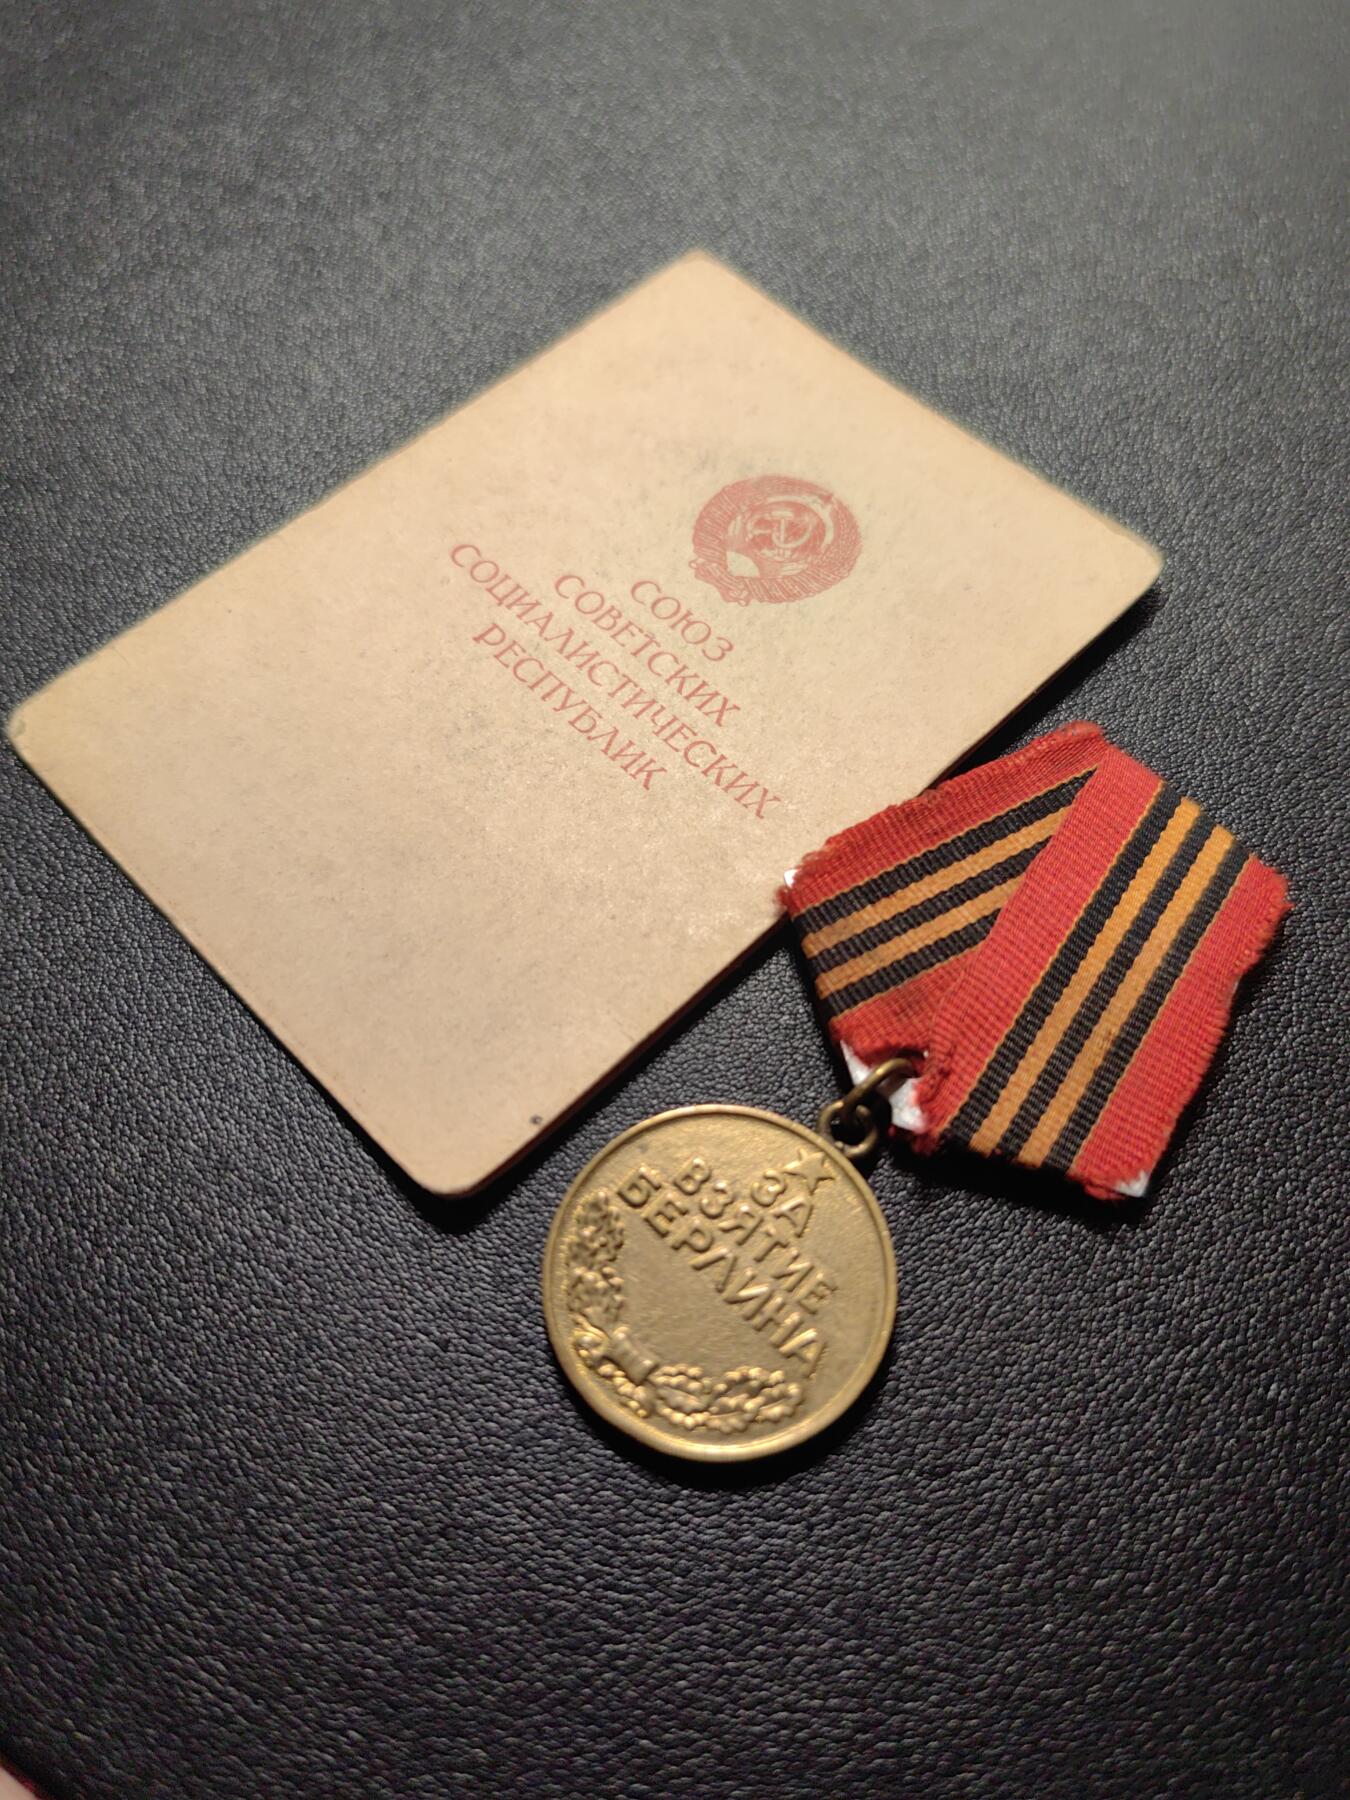 СОЮЗ
СОВЕТСКИХ
СОЦИАЛИСТИЧЕСКИХ
РЕСПУБЛИК
ЗА
ВЗЯТИЕ
БЕРЛИНА